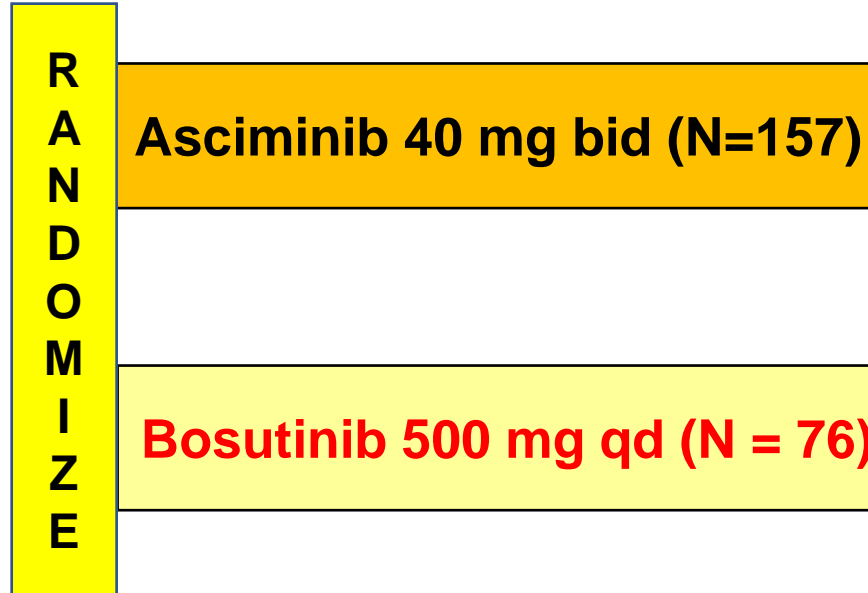 R
A
N
D
O
M
I
Z
E
Asciminib 40 mg bid (N=157)
Bosutinib 500 mg qd (N = 76)